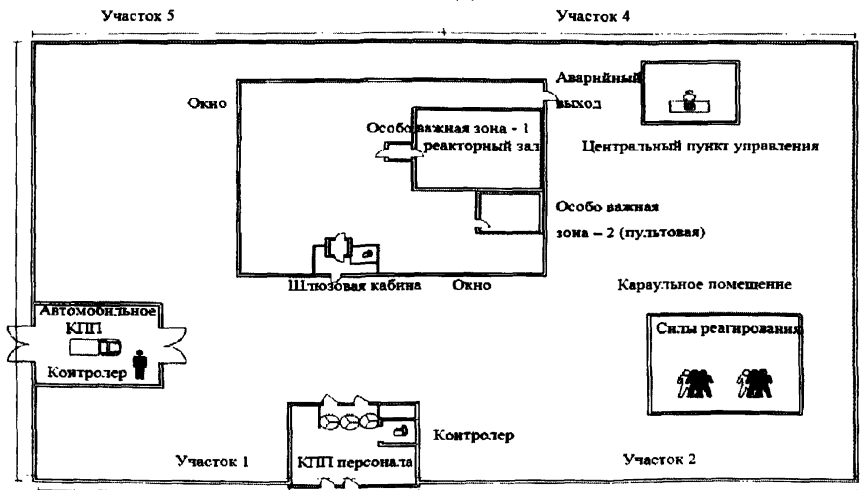 Участок 5
Участок 4
Аварийный
выход
Окно
Особо важная зона - 1
реакторный зал
Центральный пункт управления
Особо важная
зона – 2 (пультовая)
Шлюзовая кабина
Окно
Караульное помещение
Автомобильное
КПП
Силы реагирования
Контролер
Контролер
Участок 1
КПП персонала
Участок 2